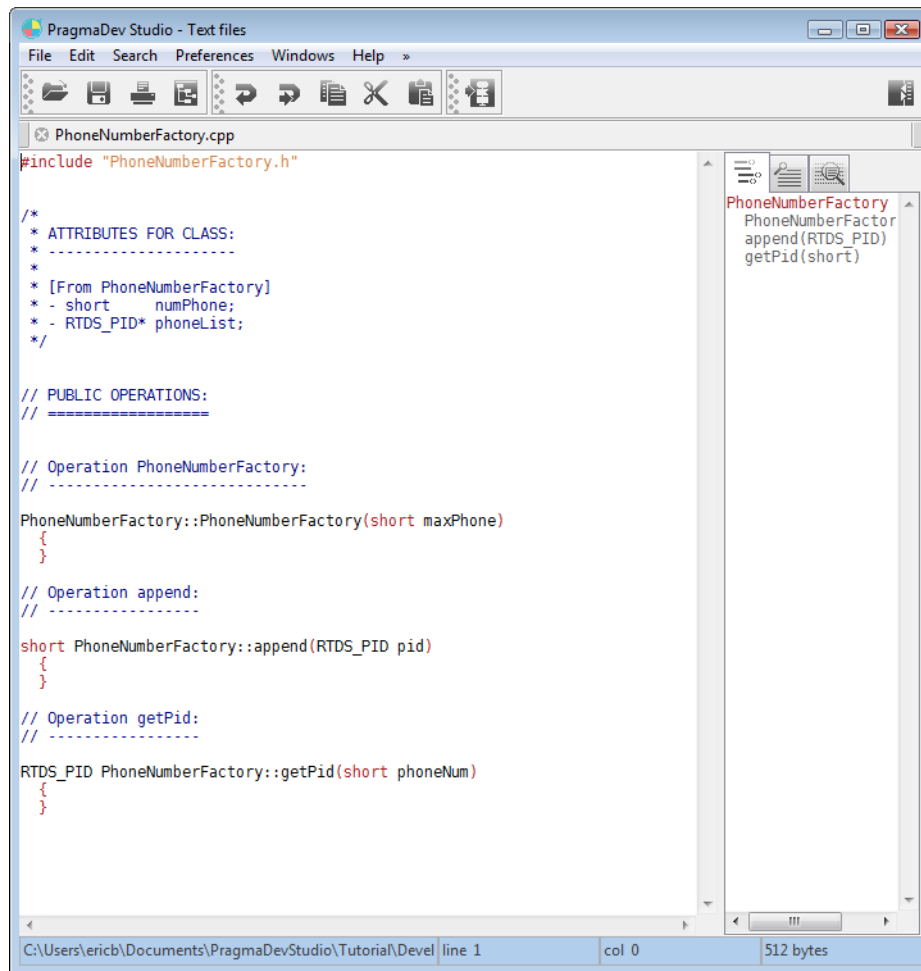 PragmaDev Studio - Text files
File Edit Search Preferences Windows Help »
PhoneNumberFactory.cpp
#include "PhoneNumberFactory.h"
/*
 * ATTRIBUTES FOR CLASS:
 * ---------------------
 *
 * [From PhoneNumberFactory]
 * - short     numPhone;
 * - RTDS_PID* phoneList;
 */
// PUBLIC OPERATIONS:
// ==================
// Operation PhoneNumberFactory:
// -----------------------------
PhoneNumberFactory::PhoneNumberFactory(short maxPhone)
  {
  }
// Operation append:
// -----------------
short PhoneNumberFactory::append(RTDS_PID pid)
  {
  }
// Operation getPid:
// -----------------
RTDS_PID PhoneNumberFactory::getPid(short phoneNum)
  {
  }
PhoneNumberFactory
PhoneNumberFactor
append(RTDS_PID)
getPid(short)
C:\Users\ericb\Documents\PragmaDevStudio\Tutorial\Devel line 1 col 0 512 bytes